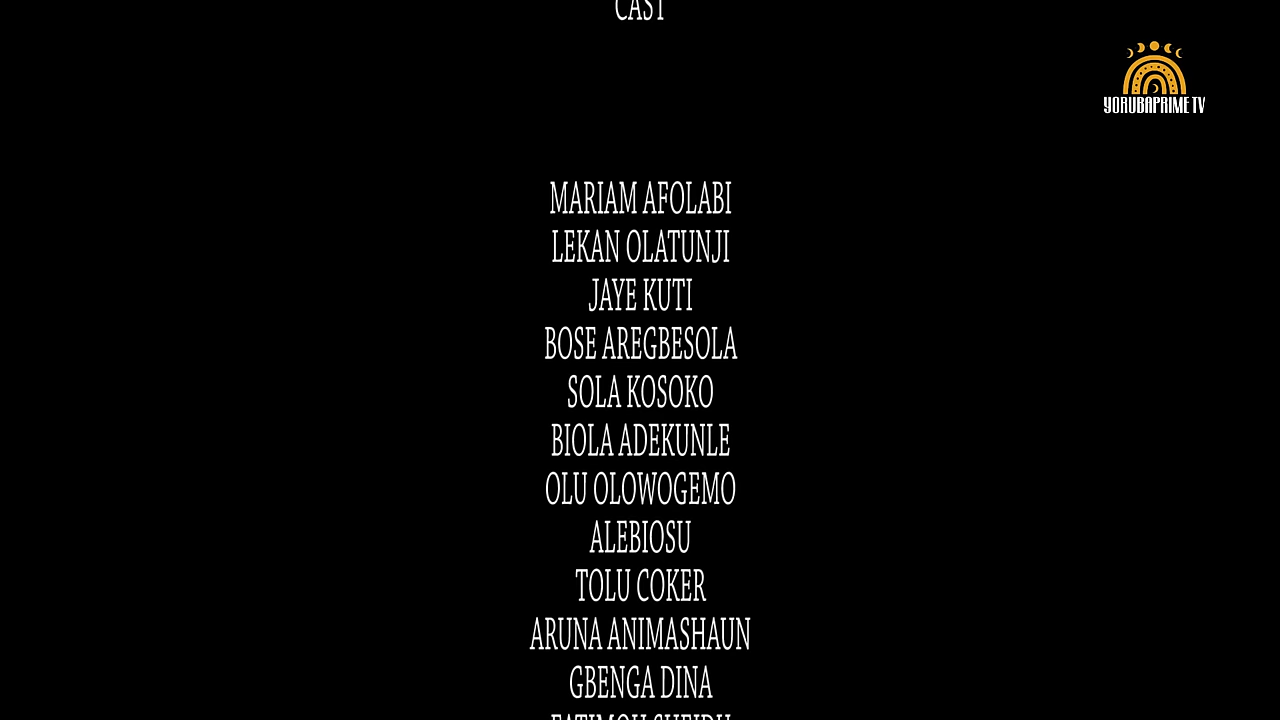 CAST
YORUBAPRIME TV
MARIAM AFOLABI
LEKAN OLATUNJI
JAYE KUTI
BOSE AREGBESOLA
SOLA KOSOKO
BIOLA ADEKUNLE
OLU OLOWOGEMO
ALEBIOSU
TOLU COKER
ARUNA ANIMASHAUN
GBENGA DINA